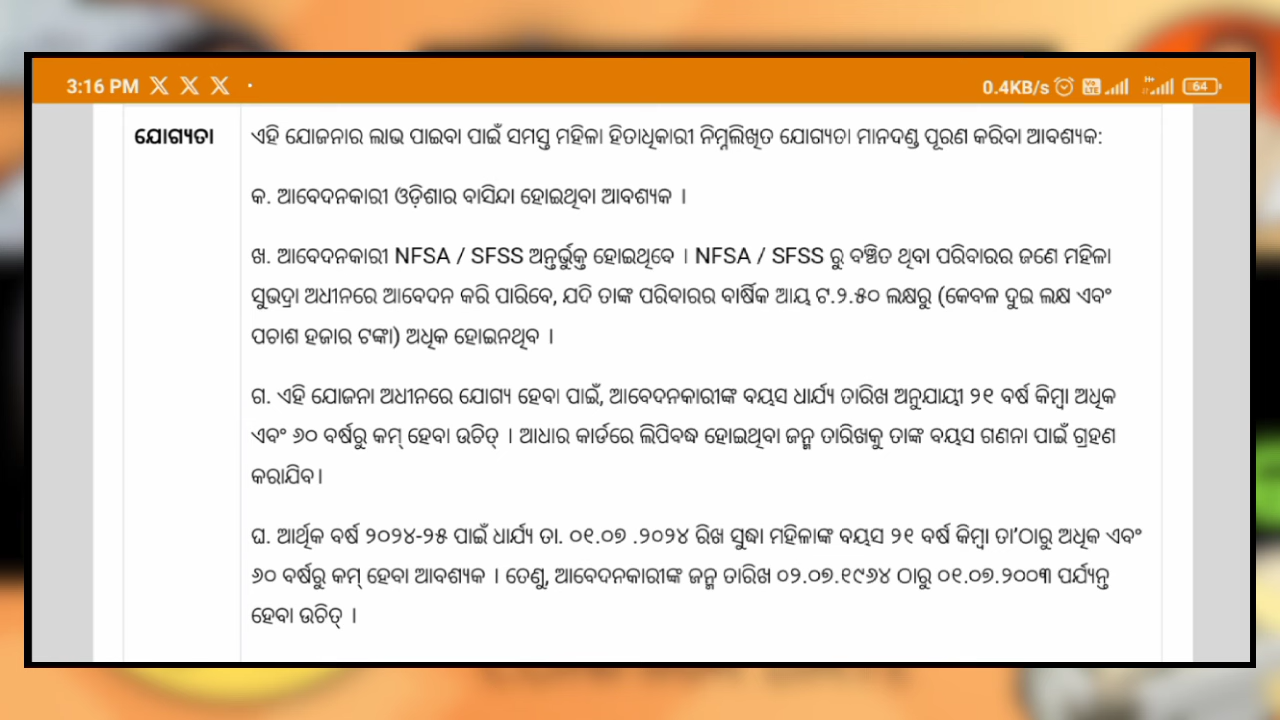 3:16 PM X X X ·
0.4KB/s Vo LTE H+ 64
ଯୋଗ୍ୟତା
ଏହି ଯୋଜନାର ଲାଭ ପାଇବା ପାଇଁ ସମସ୍ତ ମହିଳା ହିତାଧିକାରୀ ନିମ୍ନଲିଖିତ ଯୋଗ୍ୟତା ମାନଦଣ୍ଡ ପୂରଣ କରିବା ଆବଶ୍ୟକ:
କ. ଆବେଦନକାରୀ ଓଡ଼ିଶାର ବାସିନ୍ଦା ହୋଇଥିବା ଆବଶ୍ୟକ ।
ଖ. ଆବେଦନକାରୀ NFSA / SFSS ଅନ୍ତର୍ଭୁକ୍ତ ହୋଇଥିବେ । NFSA / SFSS ରୁ ବଞ୍ଚିତ ଥିବା ପରିବାରର ଜଣେ ମହିଳା
ସୁଭଦ୍ରା ଅଧୀନରେ ଆବେଦନ କରି ପାରିବେ, ଯଦି ତାଙ୍କ ପରିବାରର ବାର୍ଷିକ ଆୟ ଟ.୨.୫୦ ଲକ୍ଷରୁ (କେବଳ ଦୁଇ ଲକ୍ଷ ଏବଂ
ପଚାଶ ହଜାର ଟଙ୍କା) ଅଧିକ ହୋଇନଥିବ ।
ଗ. ଏହି ଯୋଜନା ଅଧୀନରେ ଯୋଗ୍ୟ ହେବା ପାଇଁ, ଆବେଦନକାରୀଙ୍କ ବୟସ ଧାର୍ଯ୍ୟ ତାରିଖ ଅନୁଯାୟୀ ୨୧ ବର୍ଷ କିମ୍ବା ଅଧିକ
ଏବଂ ୬୦ ବର୍ଷରୁ କମ୍ ହେବା ଉଚିତ୍ । ଆଧାର କାର୍ଡରେ ଲିପିବଦ୍ଧ ହୋଇଥିବା ଜନ୍ମ ତାରିଖକୁ ତାଙ୍କ ବୟସ ଗଣନା ପାଇଁ ଗ୍ରହଣ
କରାଯିବ।
ଘ. ଆର୍ଥିକ ବର୍ଷ ୨୦୨୪-୨୫ ପାଇଁ ଧାର୍ଯ୍ୟ ତା. ୦୧.୦୭ .୨୦୨୪ ରିଖ ସୁଦ୍ଧା ମହିଳାଙ୍କ ବୟସ ୨୧ ବର୍ଷ କିମ୍ବା ତା'ଠାରୁ ଅଧିକ ଏବଂ
୬୦ ବର୍ଷରୁ କମ୍ ହେବା ଆବଶ୍ୟକ । ତେଣୁ, ଆବେଦନକାରୀଙ୍କ ଜନ୍ମ ତାରିଖ ୦୨.୦୭.୧୯୬୪ ଠାରୁ ୦୧.୦୭.୨୦୦୩ ପର୍ଯ୍ୟନ୍ତ
ହେବା ଉଚିତ୍ ।